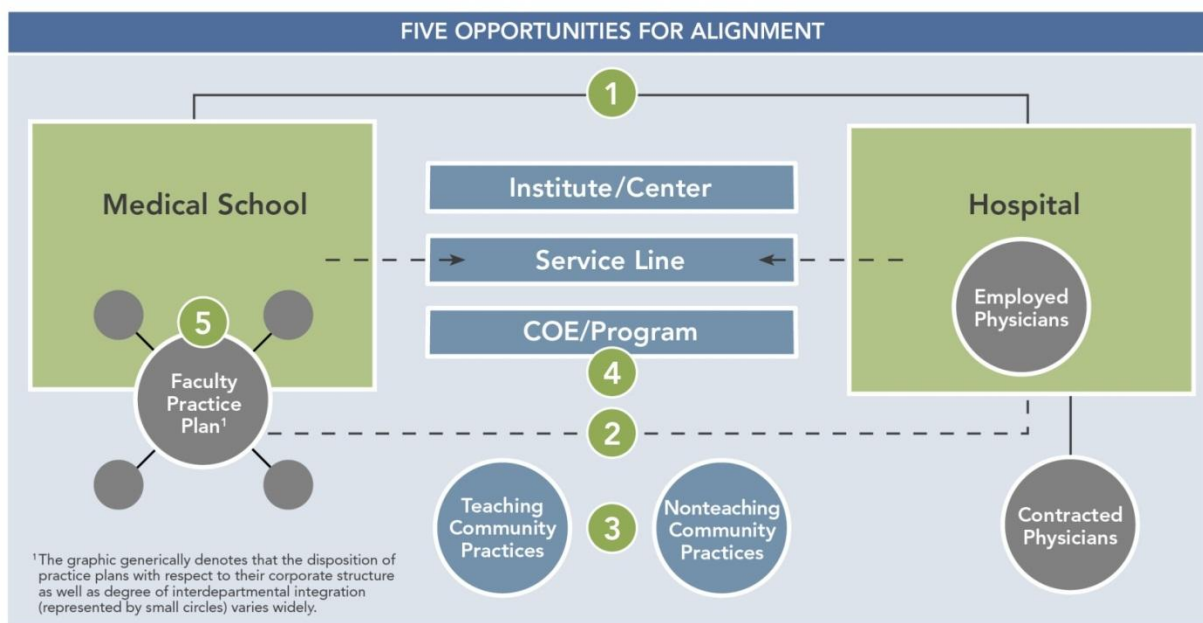 FIVE OPPORTUNITIES FOR ALIGNMENT
1
Medical School
Institute/Center
Hospital
Service Line
Employed
Physicians
5
COE/Program
4
Faculty
Practice
Plan¹
2
Teaching
Community
Practices
3
Nonteaching
Community
Practices
Contracted
Physicians
¹The graphic generically denotes that the disposition of
practice plans with respect to their corporate structure
as well as degree of interdepartmental integration
(represented by small circles) varies widely.